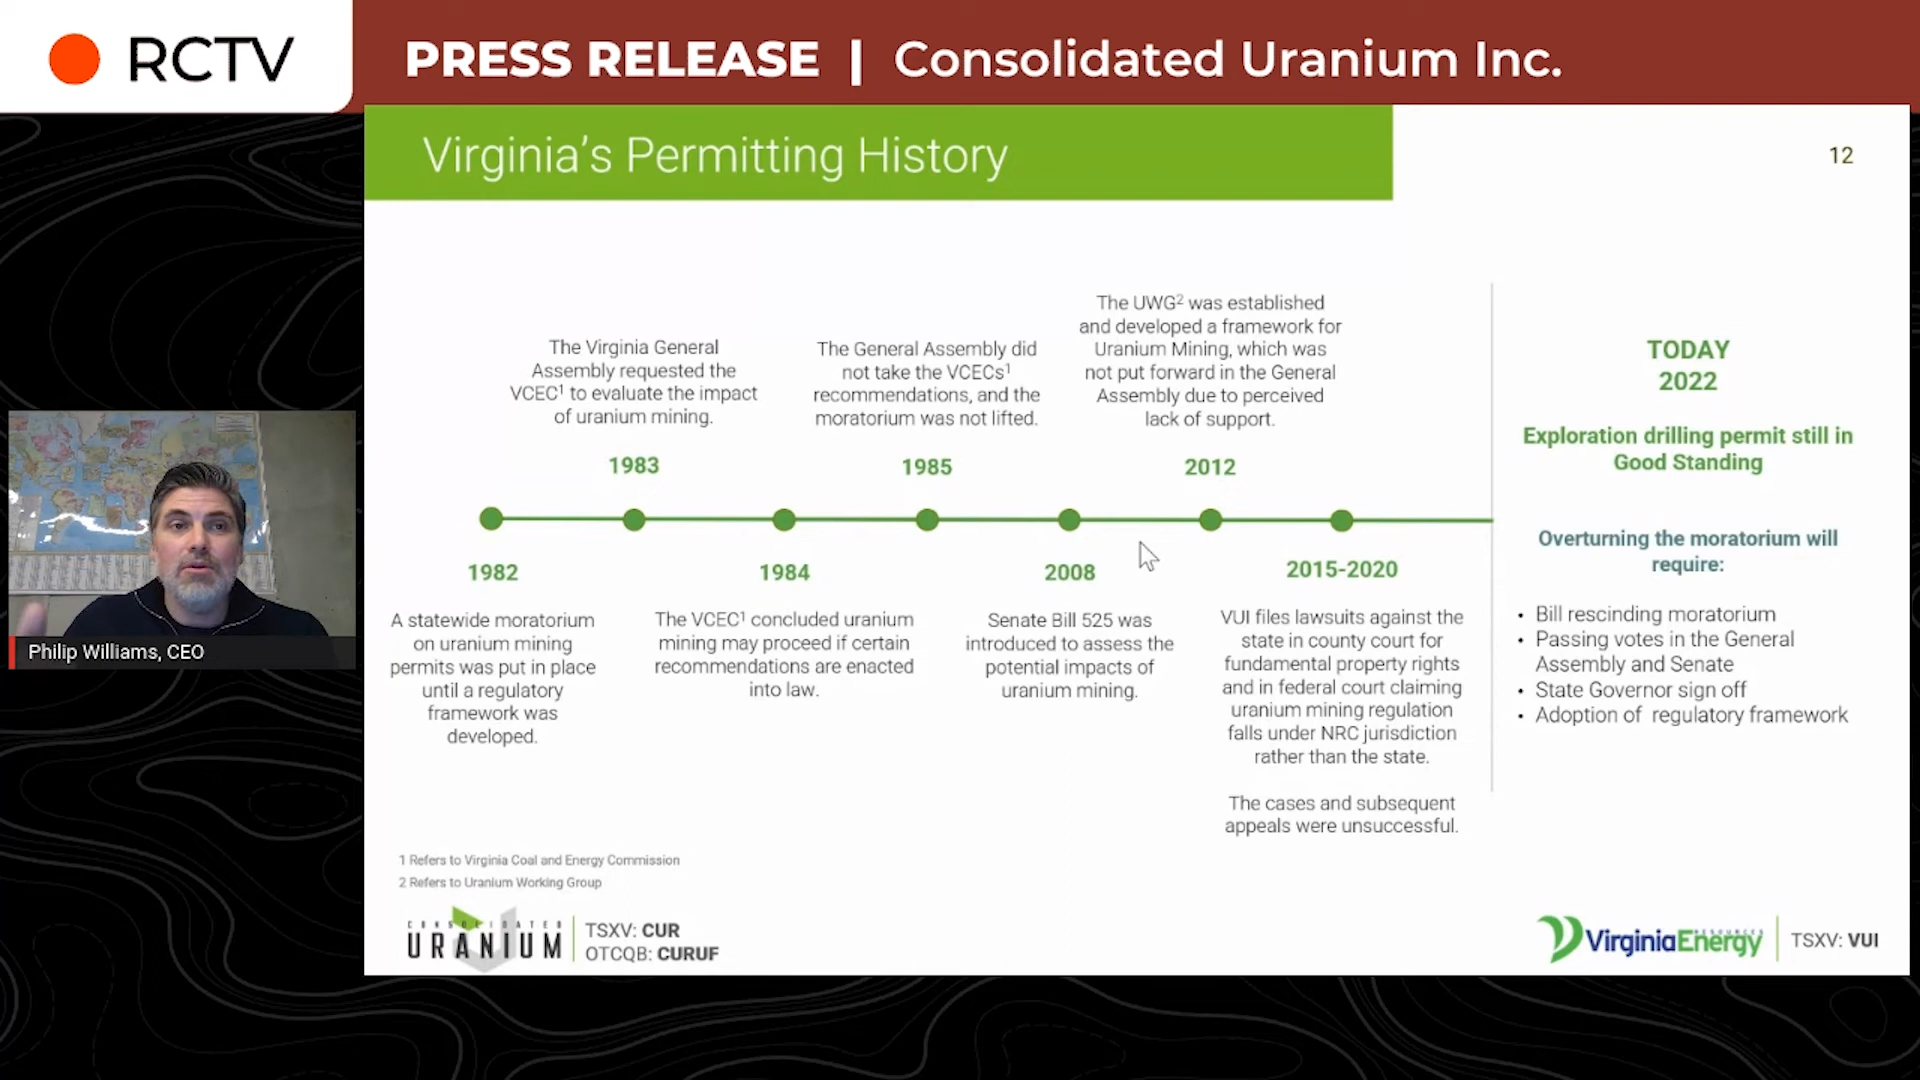 RCTV
PRESS RELEASE | Consolidated Uranium Inc.
Virginia's Permitting History
12
The Virginia General
Assembly requested the
VCEC¹ to evaluate the impact
of uranium mining.
1983
The General Assembly did
not take the VCECs¹
recommendations, and the
moratorium was not lifted.
1985
The UWG² was established
and developed a framework for
Uranium Mining, which was
not put forward in the General
Assembly due to perceived
lack of support.
2012
1982
A statewide moratorium
on uranium mining
permits was put in place
until a regulatory
framework was
developed.
1984
The VCEC¹ concluded uranium
mining may proceed if certain
recommendations are enacted
into law.
2008
Senate Bill 525 was
introduced to assess the
potential impacts of
uranium mining.
2015-2020
VUI files lawsuits against the
state in county court for
fundamental property rights
and in federal court claiming
uranium mining regulation
falls under NRC jurisdiction
rather than the state.
The cases and subsequent
appeals were unsuccessful.
TODAY
2022
Exploration drilling permit still in
Good Standing
Overturning the moratorium will
require:
• Bill rescinding moratorium
• Passing votes in the General
Assembly and Senate
• State Governor sign off
• Adoption of regulatory framework
Philip Williams, CEO
1 Refers to Virginia Coal and Energy Commission
2 Refers to Uranium Working Group
CONSOLIDATED
URANIUM
TSXV: CUR
OTCQB: CURUF
VirginiaEnergy
RESOURCES
TSXV: VUI